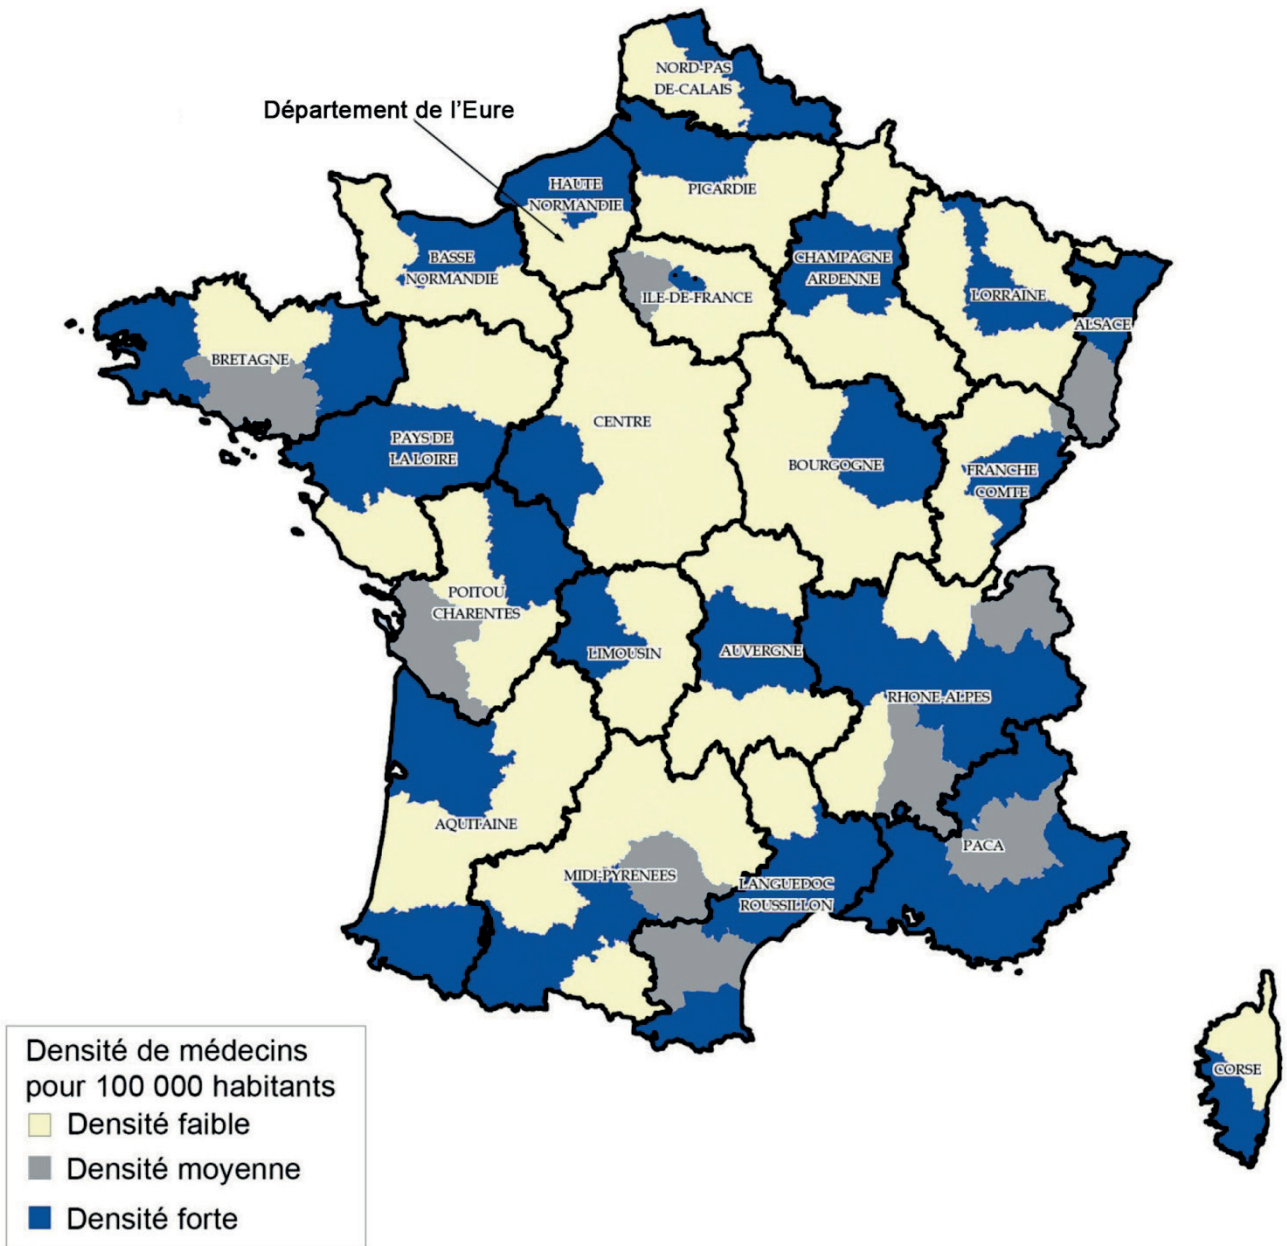 NORD-PAS
DE-CALAIS
Département de l'Eure
HAUTE
NORMANDIE
PICARDIE
BASSE
NORMANDIE
ILE-DE-FRANCE
CHAMPAGNE
ARDENNE
LORRAINE
ALSACE
BRETAGNE
PAYS DE
LA LOIRE
CENTRE
BOURGOGNE
FRANCHE
COMTE
POITOU
CHARENTES
LIMOUSIN
AUVERGNE
RHONE-ALPES
AQUITAINE
MIDI-PYRENEES
LANGUEDOC
ROUSSILLON
PACA
CORSE
Densité de médecins
pour 100 000 habitants
Densité faible
Densité moyenne
Densité forte